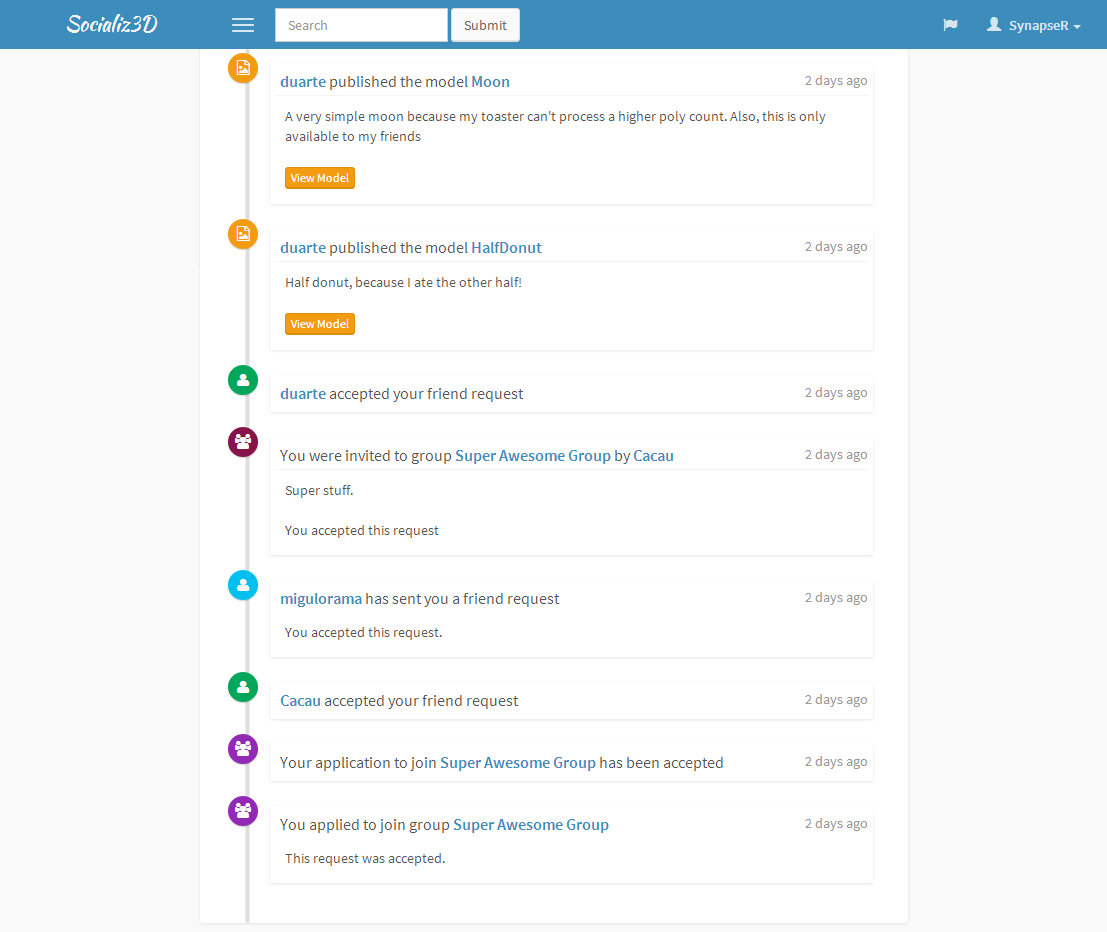 Socializ3D
Search
Submit
SynapseR
duarte published the model Moon
2 days ago
A very simple moon because my toaster can't process a higher poly count. Also, this is only
available to my friends
View Model
duarte published the model HalfDonut
2 days ago
Half donut, because I ate the other half!
View Model
duarte accepted your friend request
2 days ago
You were invited to group Super Awesome Group by Cacau
2 days ago
Super stuff.
You accepted this request
migulorama has sent you a friend request
2 days ago
You accepted this request.
Cacau accepted your friend request
2 days ago
Your application to join Super Awesome Group has been accepted
2 days ago
You applied to join group Super Awesome Group
2 days ago
This request was accepted.